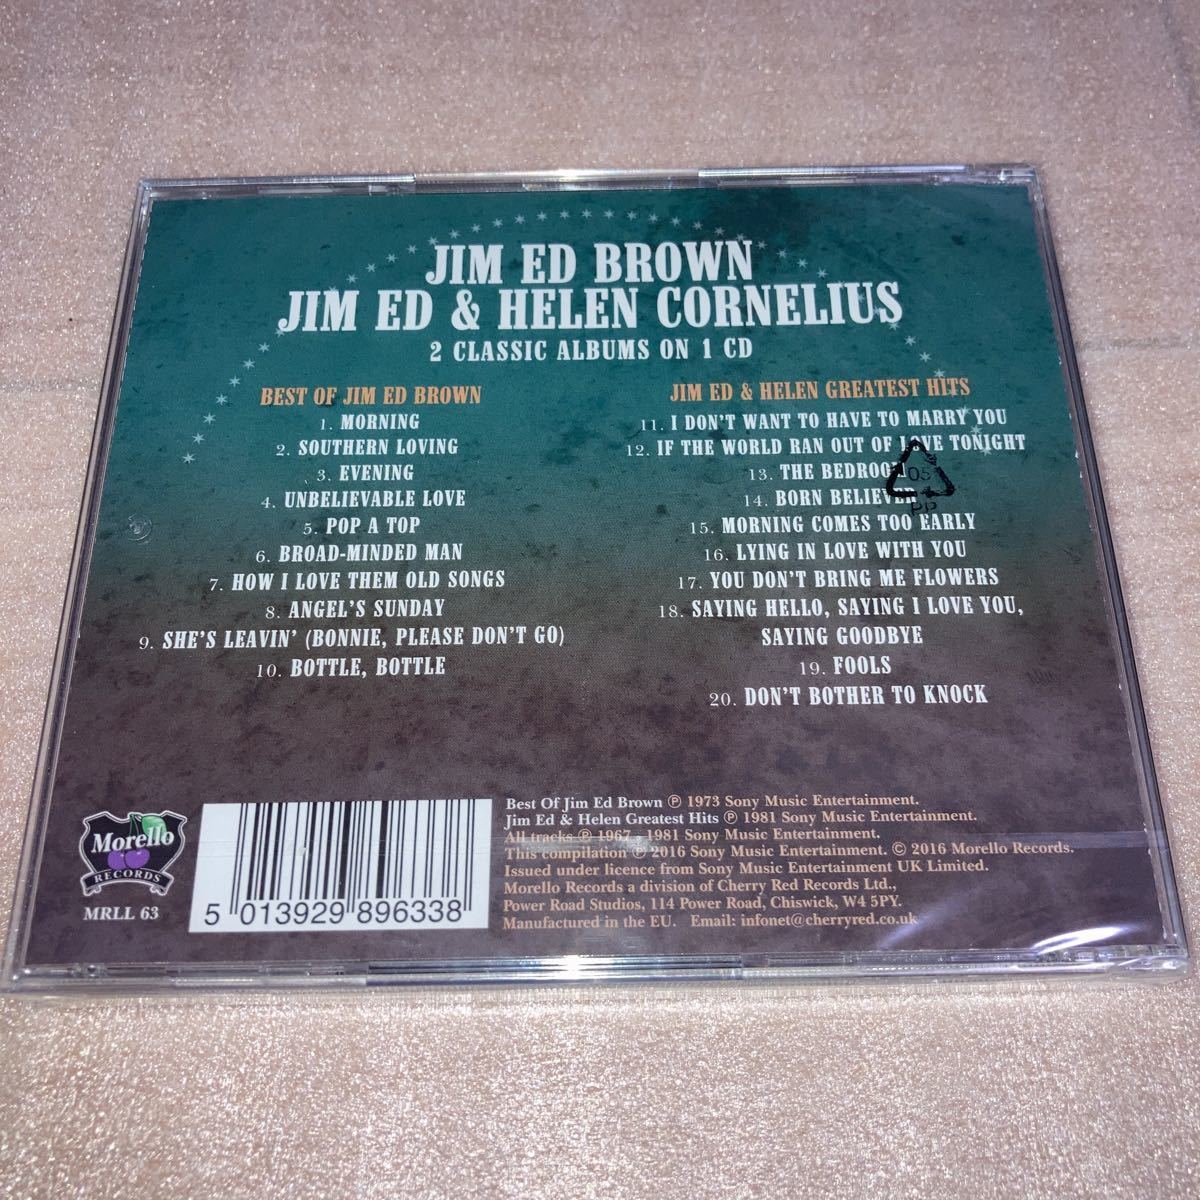 JIM ED BROWN
JIM ED & HELEN CORNELIUS
2 CLASSIC ALBUMS ON 1 CD
BEST OF JIM ED BROWN
1. MORNING
2. SOUTHERN LOVING
3. EVENING
4. UNBELIEVABLE LOVE
5. POP A TOP
6. BROAD-MINDED MAN
7. HOW I LOVE THEM OLD SONGS
8. ANGEL'S SUNDAY
9. SHE'S LEAVIN' (BONNIE, PLEASE DON'T GO)
10. BOTTLE, BOTTLE
JIM ED & HELEN GREATEST HITS
11. I DON'T WANT TO HAVE TO MARRY YOU
12. IF THE WORLD RAN OUT OF LOVE TONIGHT
13. THE BEDROOM
14. BORN BELIEVER
15. MORNING COMES TOO EARLY
16. LYING IN LOVE WITH YOU
17. YOU DON'T BRING ME FLOWERS
18. SAYING HELLO, SAYING I LOVE YOU,
SAYING GOODBYE
19. FOOLS
20. DON'T BOTHER TO KNOCK
05
PP
Morello
RECORDS
MRLL 63
5 013929 896338
Best Of Jim Ed Brown ℗ 1973 Sony Music Entertainment.
Jim Ed & Helen Greatest Hits ℗ 1981 Sony Music Entertainment.
All tracks ℗ 1967 - 1981 Sony Music Entertainment.
This compilation ℗ 2016 Sony Music Entertainment. © 2016 Morello Records.
Issued under licence from Sony Music Entertainment UK Limited.
Morello Records a division of Cherry Red Records Ltd.,
Power Road Studios, 114 Power Road, Chiswick, W4 5PY.
Manufactured in the EU. Email: infonet@cherryred.co.uk